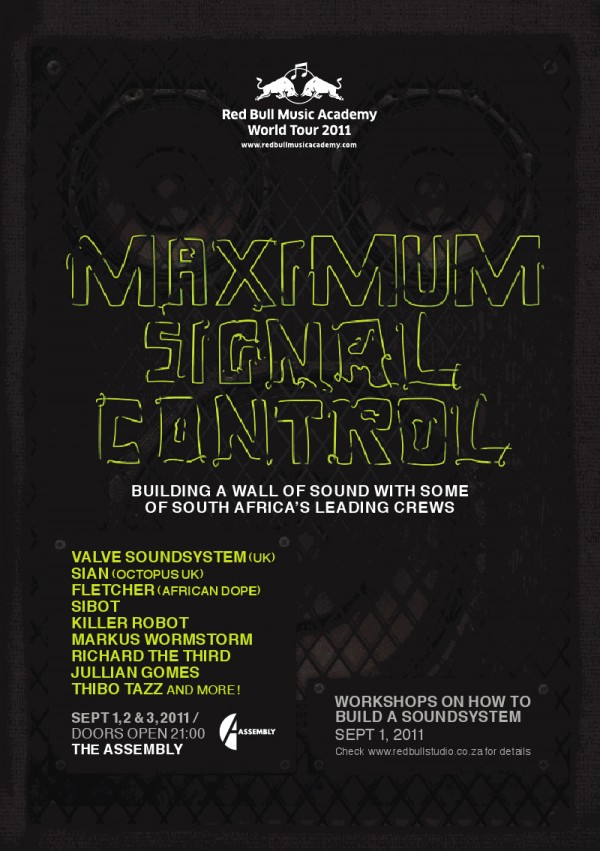 Red Bull Music Academy
World Tour 2011
www.redbullmusicacademy.com
MAXIMUM
SIGNAL
CONTROL
BUILDING A WALL OF SOUND WITH SOME
OF SOUTH AFRICA'S LEADING CREWS
VALVE SOUNDSYSTEM (UK)
SIAN (OCTOPUS UK)
FLETCHER (AFRICAN DOPE)
SIBOT
KILLER ROBOT
MARKUS WORMSTORM
RICHARD THE THIRD
JULLIAN GOMES
THIBO TAZZ AND MORE!
SEPT 1, 2 & 3, 2011 /
DOORS OPEN 21:00
THE ASSEMBLY
ASSEMBLY
WORKSHOPS ON HOW TO
BUILD A SOUNDSYSTEM
SEPT 1, 2011
Check www.redbullstudio.co.za for details